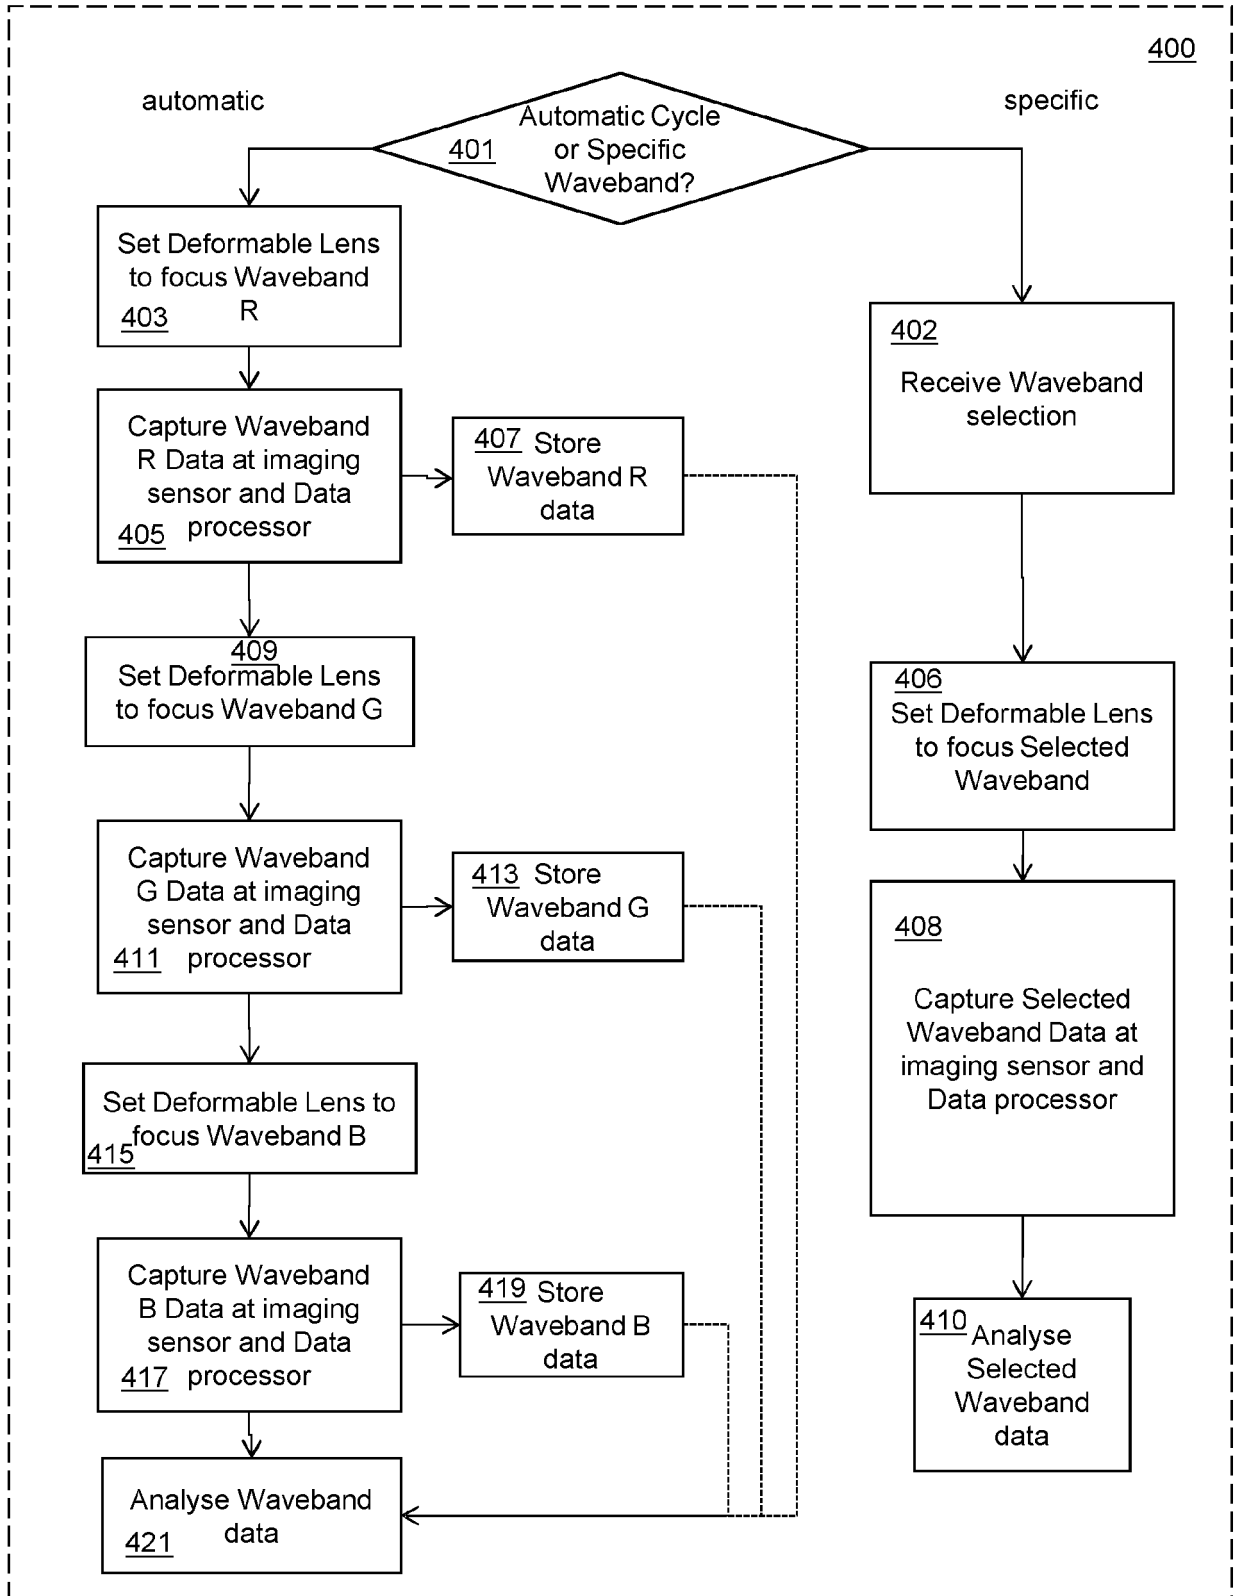 400
automatic
specific
Automatic Cycle
401 or Specific
Waveband?
Set Deformable Lens
to focus Waveband
R
403
Capture Waveband
R Data at imaging
sensor and Data
405 processor
407 Store
Waveband R
data
409
Set Deformable Lens
to focus Waveband G
Capture Waveband
G Data at imaging
sensor and Data
411 processor
413 Store
Waveband G
data
Set Deformable Lens to
focus Waveband B
415
Capture Waveband
B Data at imaging
sensor and Data
417 processor
419 Store
Waveband B
data
Analyse Waveband
data
421
402
Receive Waveband
selection
406
Set Deformable Lens
to focus Selected
Waveband
408
Capture Selected
Waveband Data at
imaging sensor and
Data processor
410 Analyse
Selected
Waveband
data